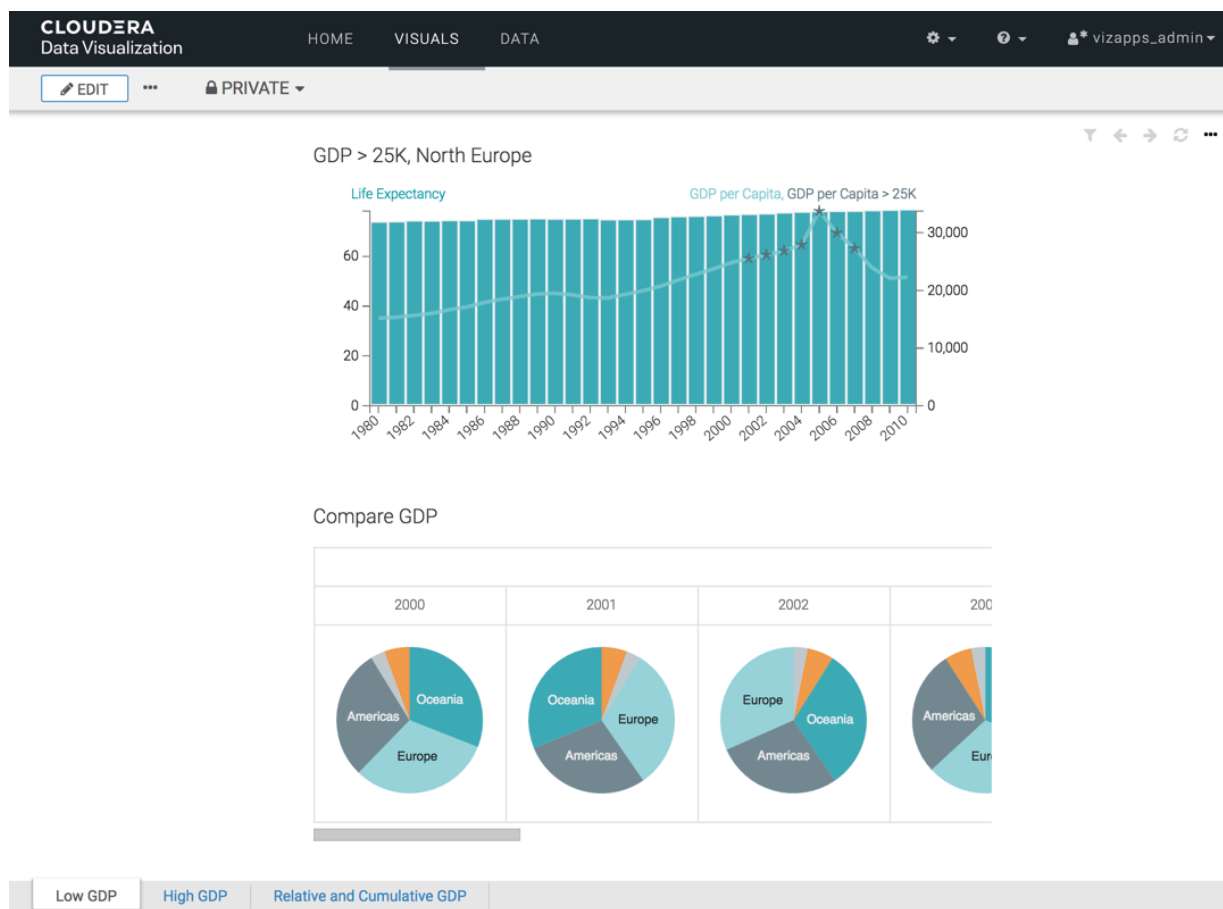 CLOUDERA
Data Visualization
HOME VISUALS DATA
vizapps_admin
EDIT
PRIVATE
GDP > 25K, North Europe
Life Expectancy
GDP per Capita, GDP per Capita > 25K
60
40
20
0
30,000
20,000
10,000
0
1980 1982 1984 1986 1988 1990 1992 1994 1996 1998 2000 2002 2004 2006 2008 2010
Compare GDP
2000 2001 2002 200
Oceania
Americas
Europe
Oceania
Europe
Americas
Europe
Oceania
Americas
Americas
Eur
Low GDP High GDP Relative and Cumulative GDP